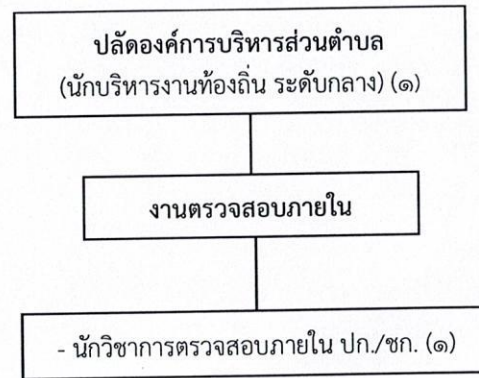 ปลัดองค์การบริหารส่วนตำบล
(นักบริหารงานท้องถิ่น ระดับกลาง) (๑)
งานตรวจสอบภายใน
- นักวิชาการตรวจสอบภายใน ปก./ชก. (๑)